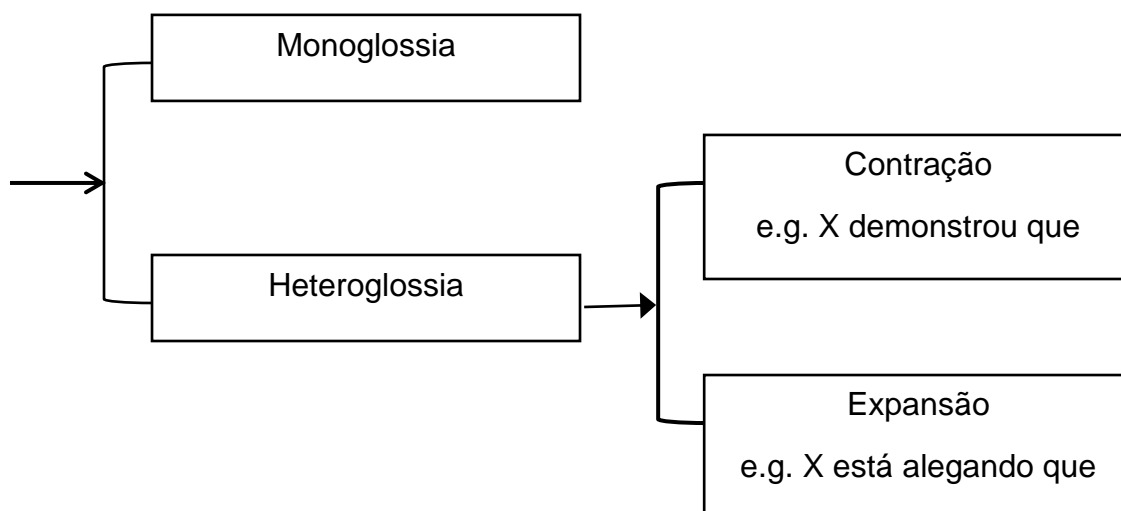 Monoglossia
Heteroglossia
Contração
e.g. X demonstrou que
Expansão
e.g. X está alegando que